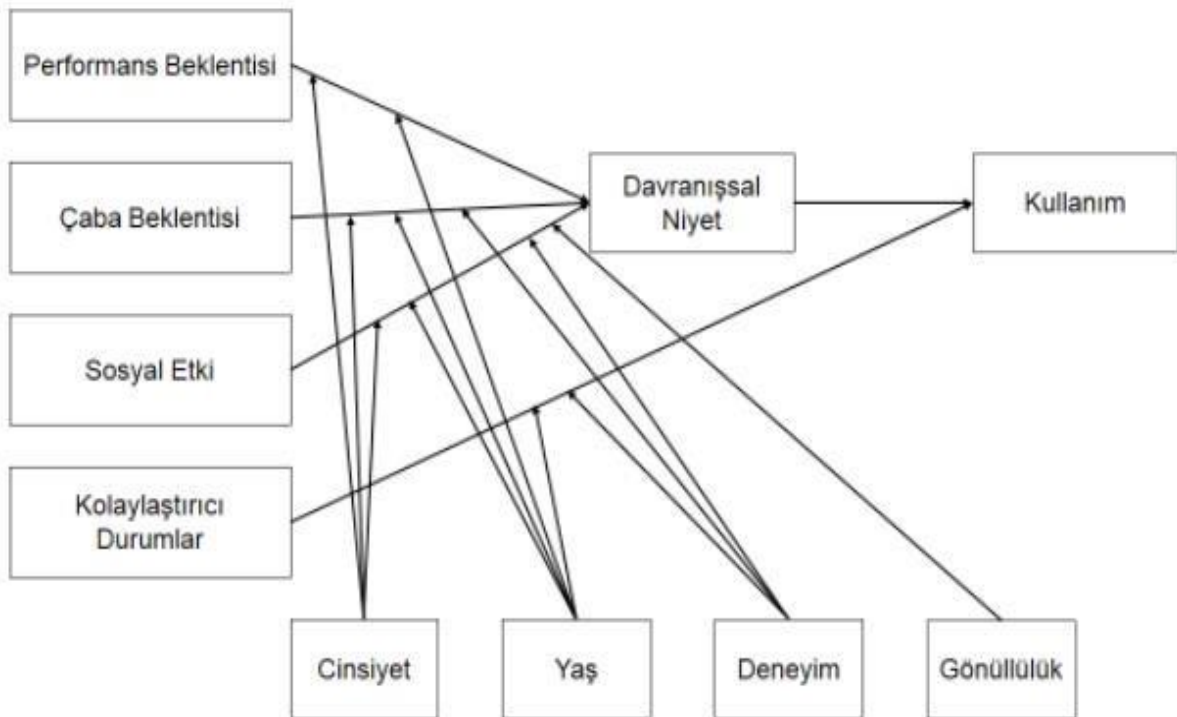 Performans Beklentisi
Çaba Beklentisi
Sosyal Etki
Kolaylaştırıcı
Durumlar
Davranışsal
Niyet
Kullanım
Cinsiyet
Yaş
Deneyim
Gönüllülük